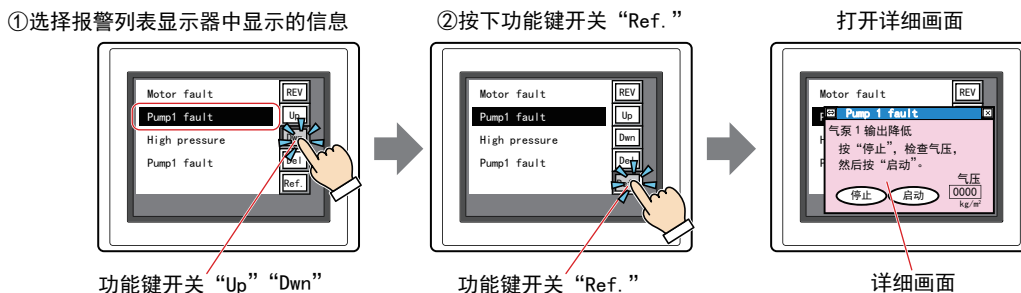 ①选择报警列表显示器中显示的信息
Motor fault
Pump1 fault
High pressure
Pump1 fault
REV
Up
Ref.
功能键开关“Up”“Dwn”
②按下功能键开关“Ref.”
Motor fault
Pump1 fault
High pressure
Pump1 fault
REV
Up
Dwn
Del
功能键开关“Ref.”
打开详细画面
Motor fault
REV
Pump 1 fault
气泵 1 输出降低
按“停止”，检查气压，
然后按“启动”。
气压
停止
启动
0000
kg/m²
详细画面